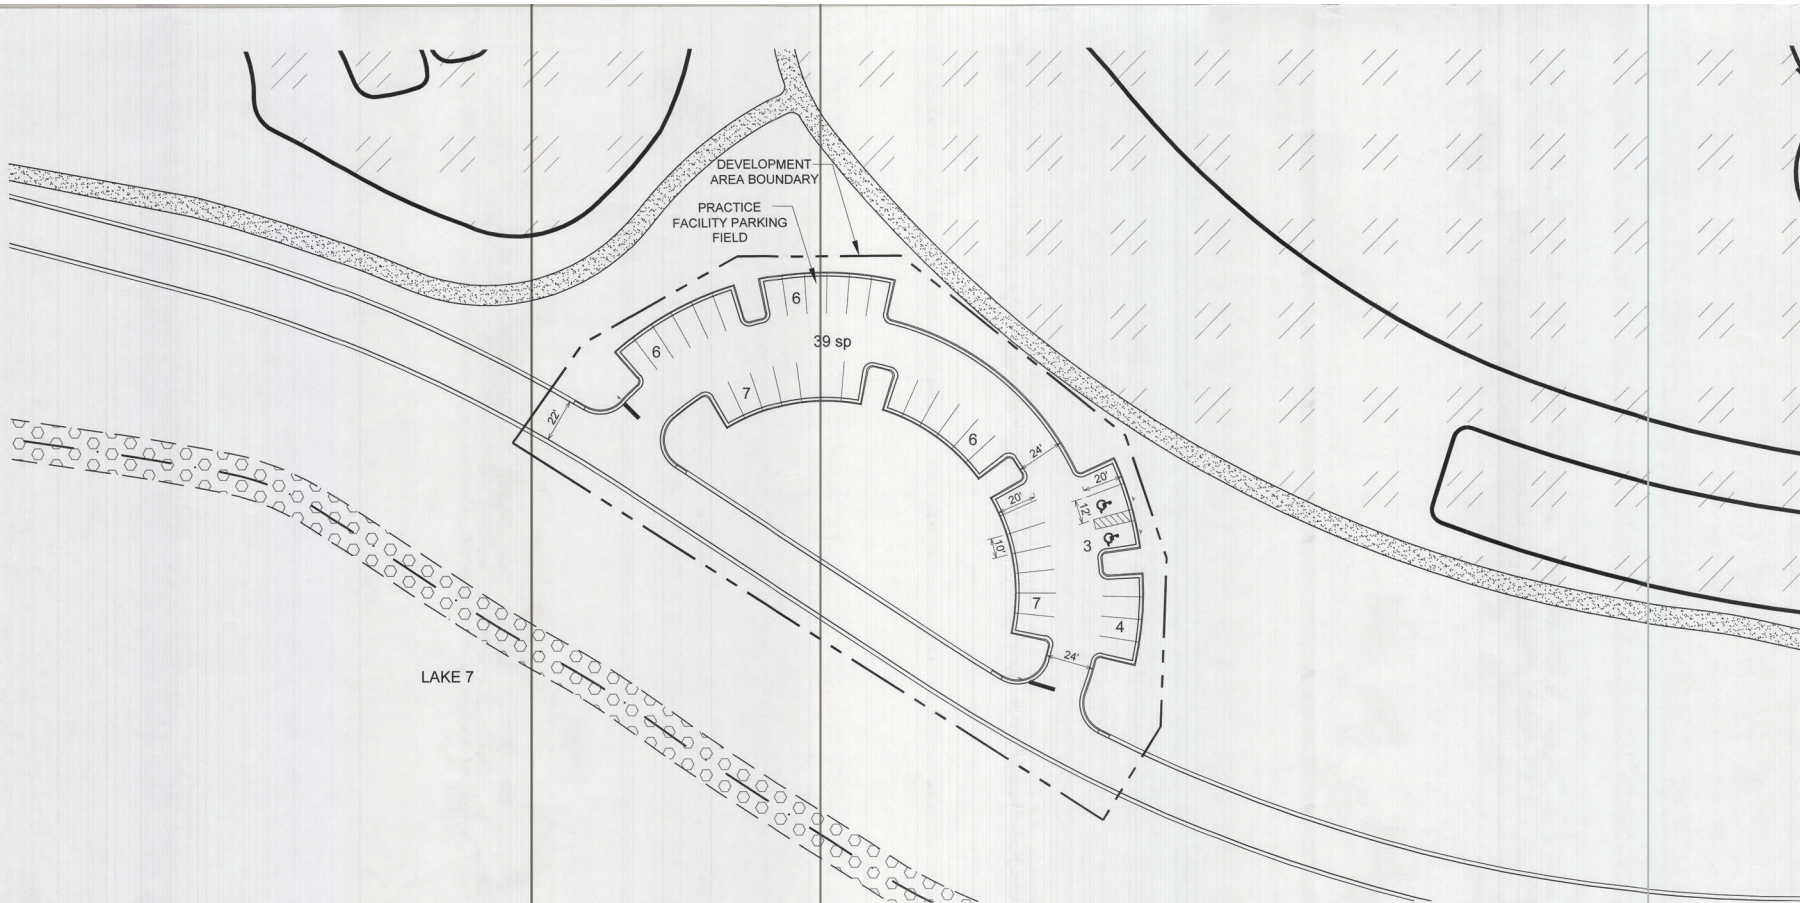 DEVELOPMENT
AREA BOUNDARY
PRACTICE
FACILITY PARKING
FIELD
6
39 sp
6
7
22'
6
24'
20'
20'
12'
10'
3
7
4
24'
LAKE 7